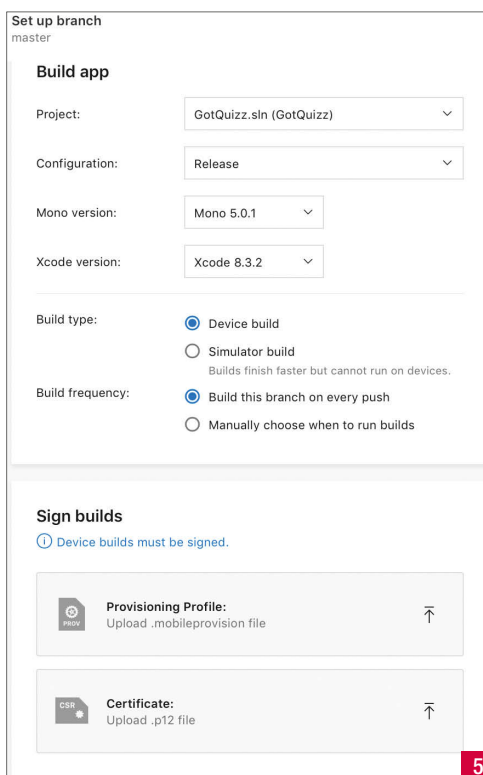 Set up branch
master
Build app
Project:
GotQuizz.sln (GotQuizz)
Configuration:
Release
Mono version:
Mono 5.0.1
Xcode version:
Xcode 8.3.2
Build type:
Device build
Simulator build
Builds finish faster but cannot run on devices.
Build frequency:
Build this branch on every push
Manually choose when to run builds
Sign builds
Device builds must be signed.
PROV
Provisioning Profile:
Upload .mobileprovision file
CSR
Certificate:
Upload .p12 file
5